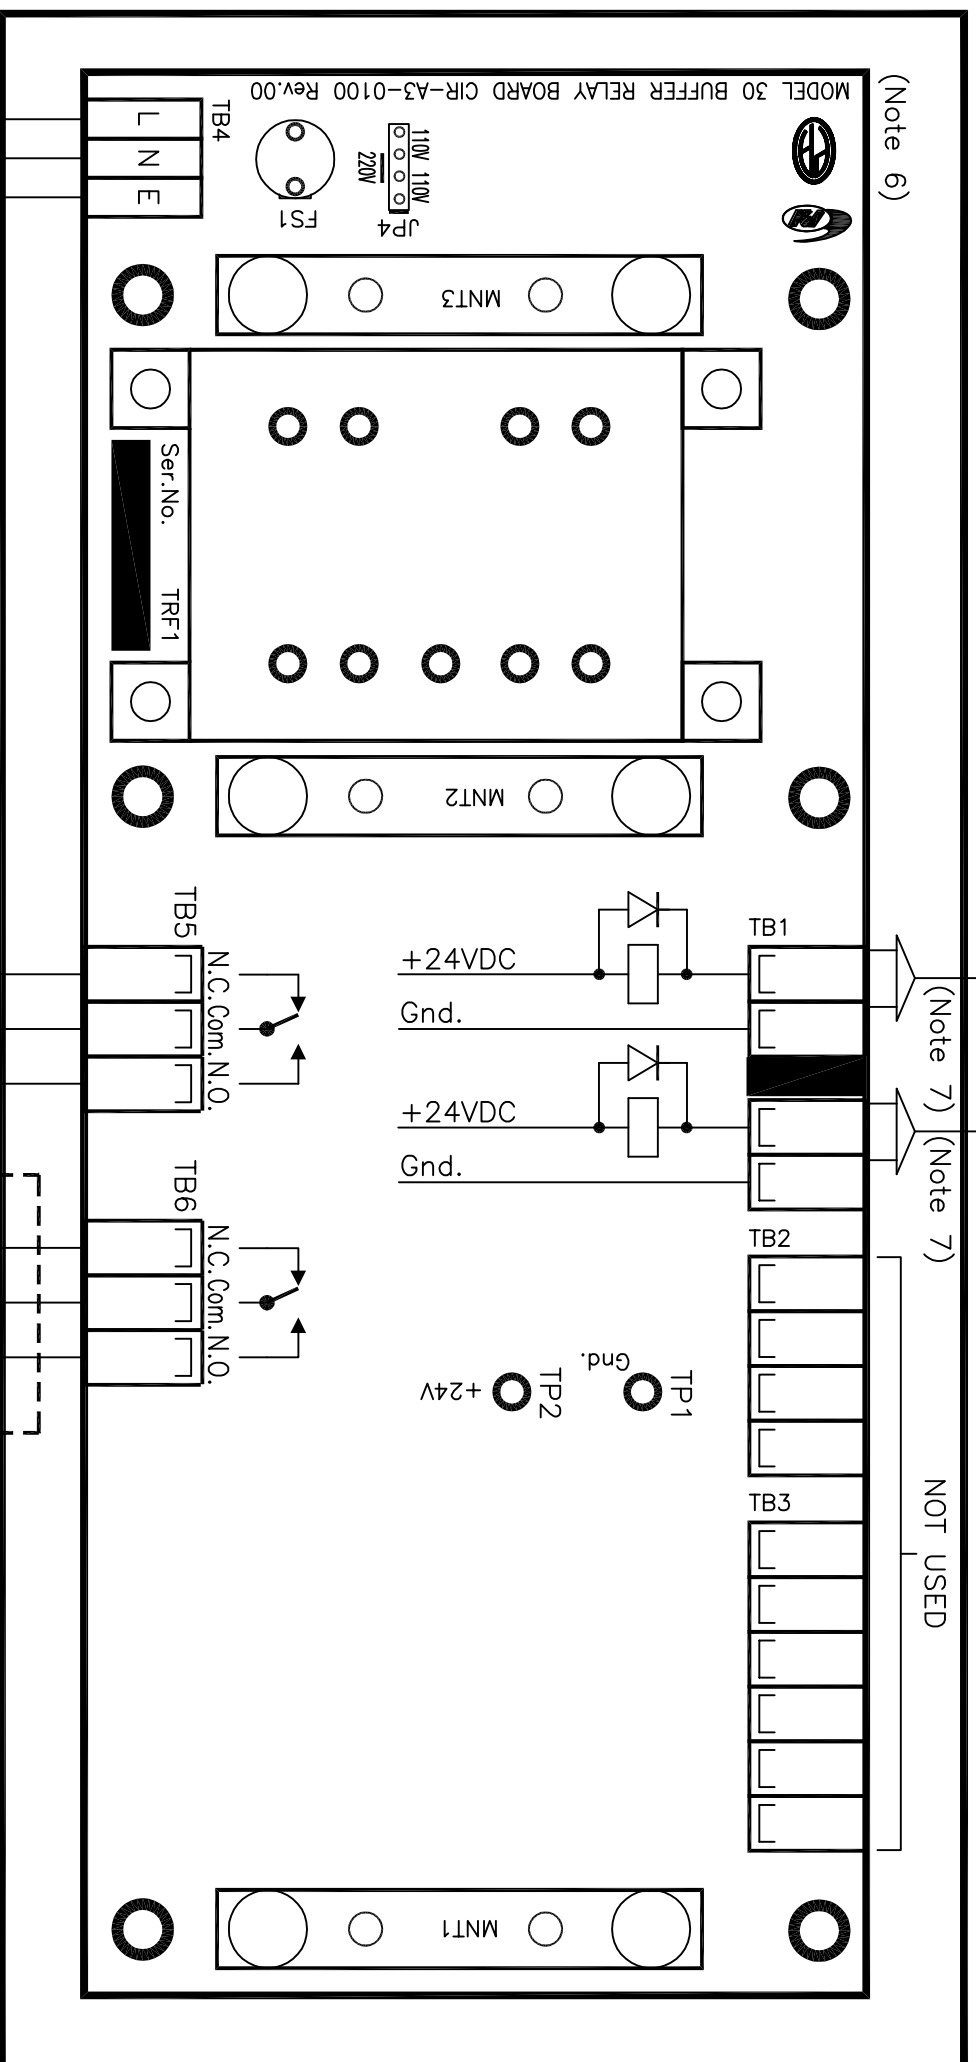 (Note 6)
MODEL 30 BUFFER RELAY BOARD CIR-A3-0100 Rev.00
TB4
L
N
E
110V 110V
220V
FS1
JP4
MNT3
Ser.No.
TRF1
MNT2
TB5
N.C.
Com.
N.O.
TB1
+24VDC
Gnd.
(Note 7)
+24VDC
Gnd.
(Note 7)
TB6
N.C.
Com.
N.O.
TB2
Gnd.
TP1
+24V
TP2
NOT USED
TB3
MNT1